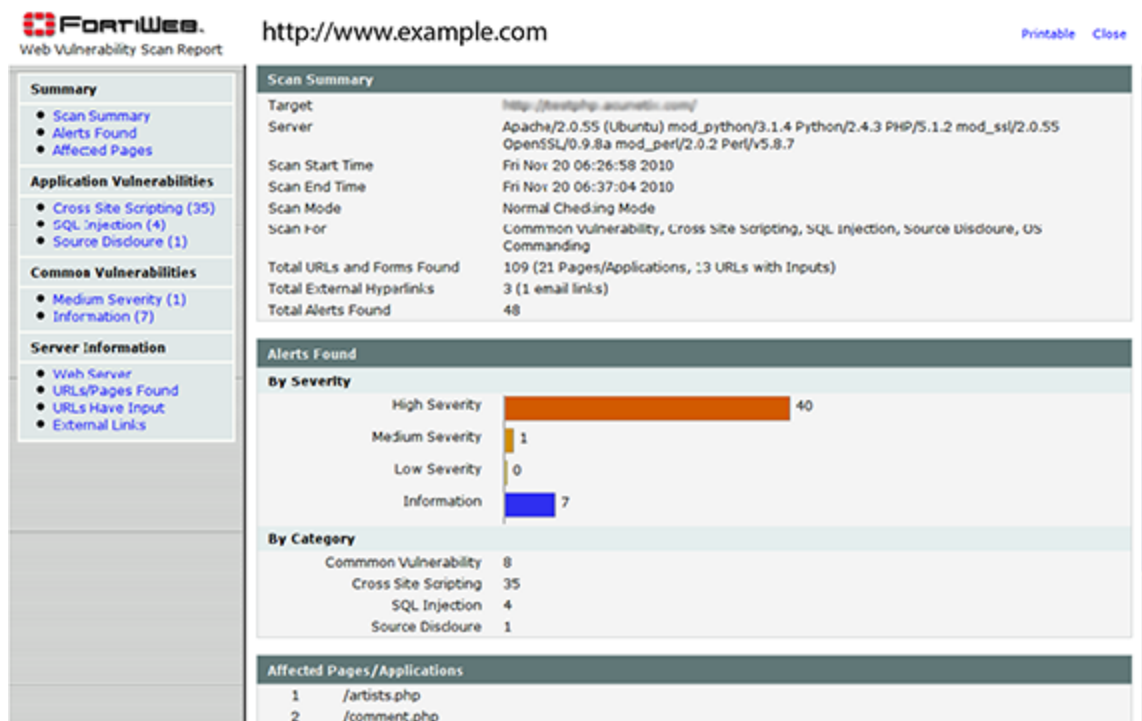 FORTIWEB.
Web Vulnerability Scan Report
http://www.example.com
Printable Close
Summary
Scan Summary
Alerts Found
Affected Pages
Application Vulnerabilities
Cross Site Scripting (35)
SQL Injection (4)
Source Discloure (1)
Common Vulnerabilities
Medium Severity (1)
Information (7)
Server Information
Web Server
URLs/Pages Found
URLs Have Input
External Links
Scan Summary
Target http://testphp.acunetix.com/
Server Apache/2.0.55 (Ubuntu) mod_python/3.1.4 Python/2.4.3 PHP/5.1.2 mod_ssl/2.0.55
OpenSSL/0.9.8a mod_perl/2.0.2 Perl/v5.8.7
Scan Start Time Fri Nov 20 06:26:58 2010
Scan End Time Fri Nov 20 06:37:04 2010
Scan Mode Normal Checking Mode
Scan For Commmon Vulnerability, Cross Site Scripting, SQL Injection, Source Discloure, OS
Commanding
Total URLs and Forms Found 109 (21 Pages/Applications, 13 URLs with Inputs)
Total External Hyperlinks 3 (1 email links)
Total Alerts Found 48
Alerts Found
By Severity
High Severity 40
Medium Severity 1
Low Severity 0
Information 7
By Category
Commmon Vulnerability 8
Cross Site Scripting 35
SQL Injection 4
Source Discloure 1
Affected Pages/Applications
1 /artists.php
2 /comment.php